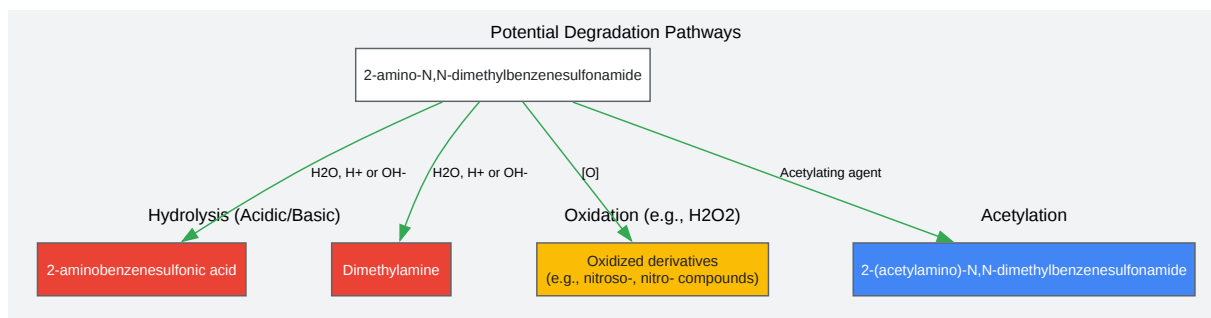 Potential Degradation Pathways
2-amino-N,N-dimethylbenzenesulfonamide
H2O, H+ or OH-
H2O, H+ or OH-
[O]
Acetylating agent
Hydrolysis (Acidic/Basic)
Oxidation (e.g., H2O2)
Acetylation
2-aminobenzenesulfonic acid
Dimethylamine
Oxidized derivatives
(e.g., nitroso-, nitro- compounds)
2-(acetylamino)-N,N-dimethylbenzenesulfonamide